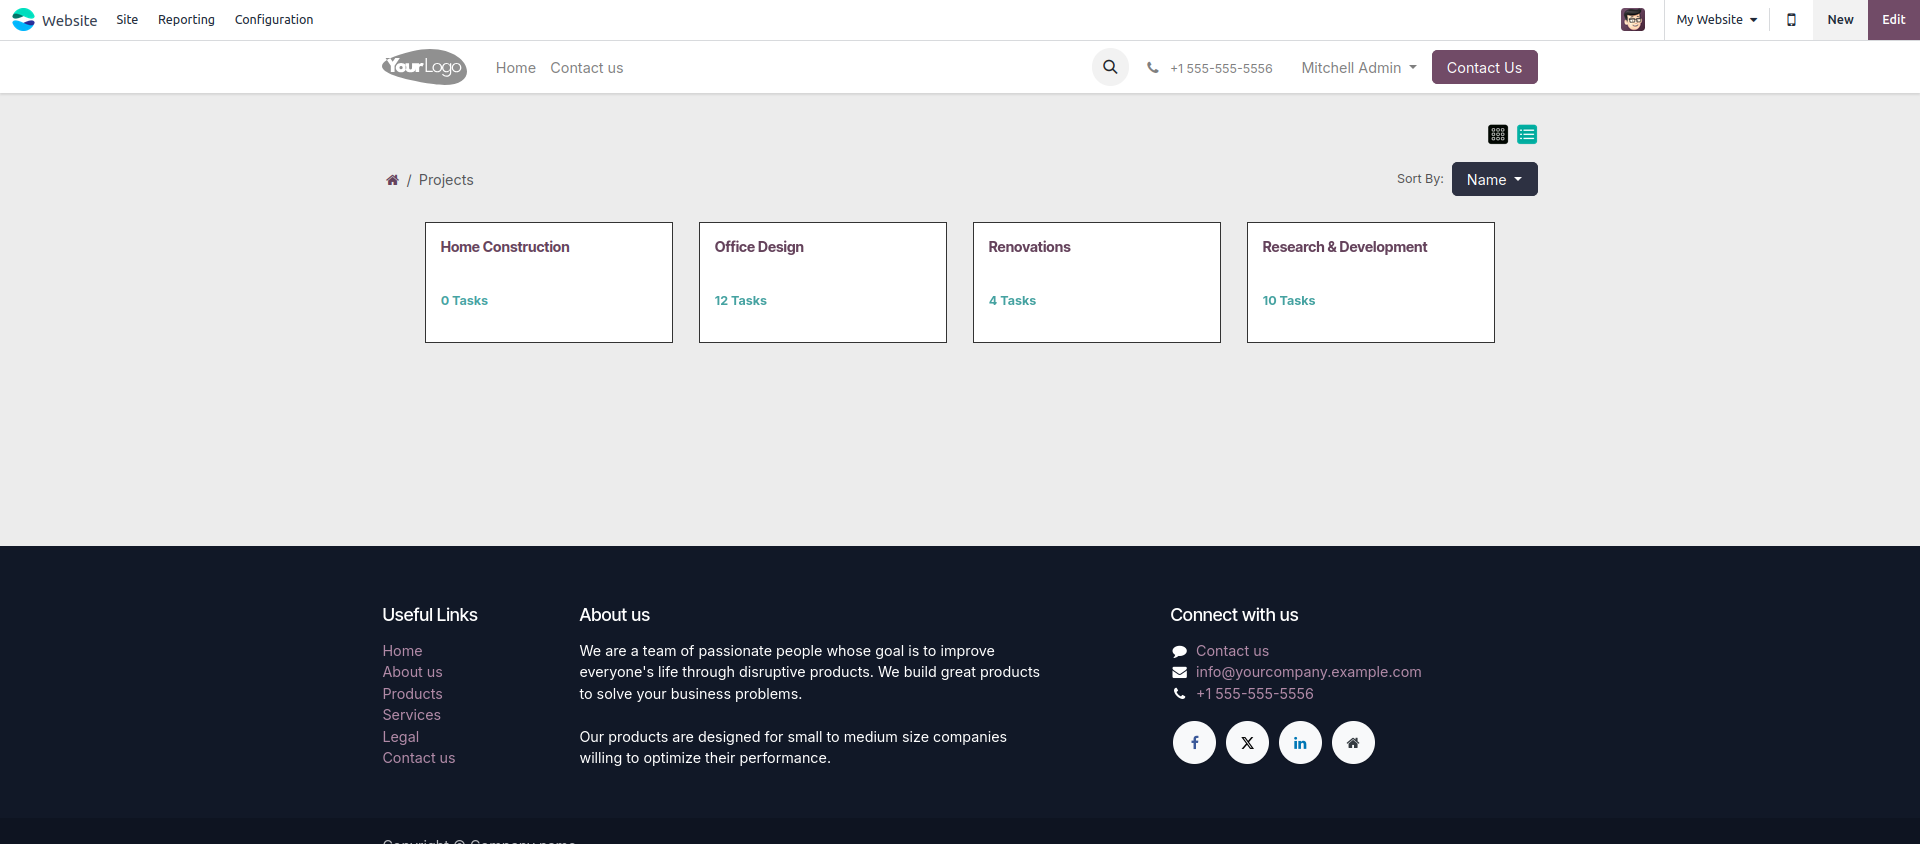 Website Site Reporting Configuration My Website New Edit
YourLogo Home Contact us +1 555-555-5556 Mitchell Admin Contact Us
/ Projects Sort By: Name
Home Construction Office Design Renovations Research & Development
0 Tasks 12 Tasks 4 Tasks 10 Tasks
Useful Links
Home
About us
Products
Services
Legal
Contact us
About us
We are a team of passionate people whose goal is to improve
everyone's life through disruptive products. We build great products
to solve your business problems.
Our products are designed for small to medium size companies
willing to optimize their performance.
Connect with us
Contact us
info@yourcompany.example.com
+1 555-555-5556
Copyright © Company name